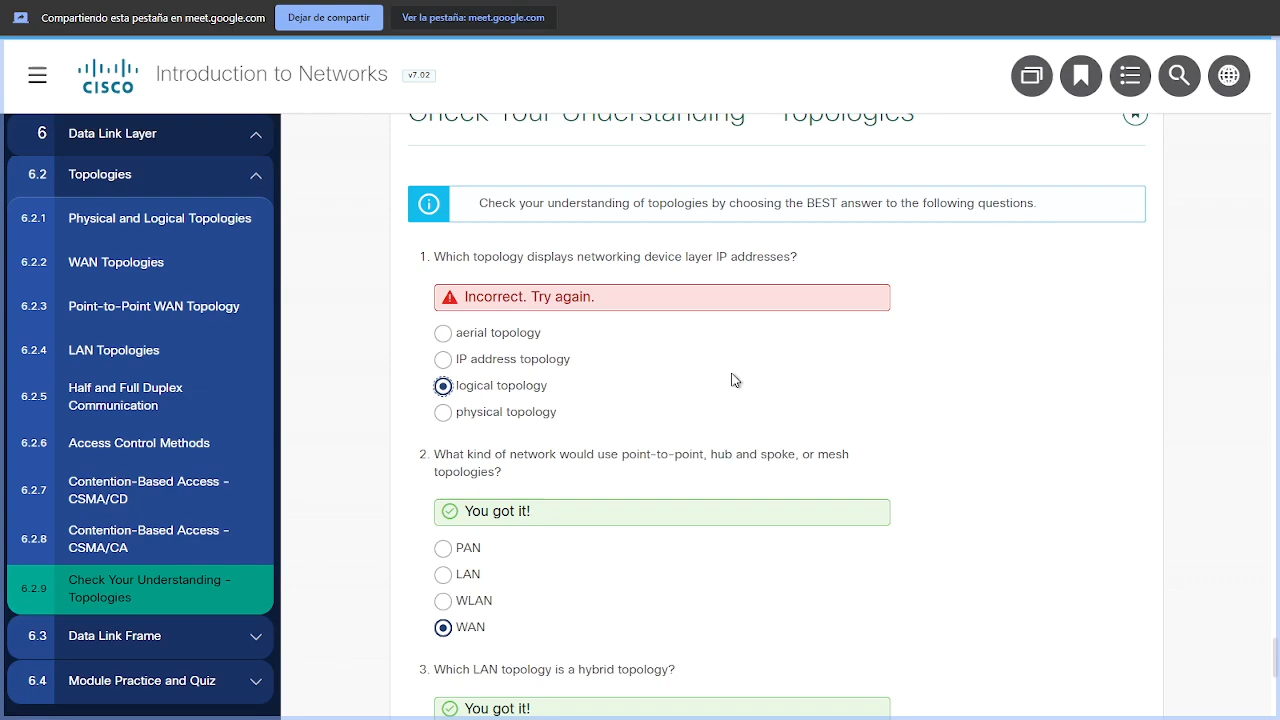 Compartiendo esta pestaña en meet.google.com
Dejar de compartir
Ver la pestaña: meet.google.com
CISCO
Introduction to Networks
v7.02
6 Data Link Layer
6.2 Topologies
6.2.1 Physical and Logical Topologies
6.2.2 WAN Topologies
6.2.3 Point-to-Point WAN Topology
6.2.4 LAN Topologies
6.2.5 Half and Full Duplex
Communication
6.2.6 Access Control Methods
6.2.7 Contention-Based Access -
CSMA/CD
6.2.8 Contention-Based Access -
CSMA/CA
6.2.9 Check Your Understanding -
Topologies
6.3 Data Link Frame
6.4 Module Practice and Quiz
Check Your Understanding - Topologies
Check your understanding of topologies by choosing the BEST answer to the following questions.
1. Which topology displays networking device layer IP addresses?
Incorrect. Try again.
aerial topology
IP address topology
logical topology
physical topology
2. What kind of network would use point-to-point, hub and spoke, or mesh
topologies?
You got it!
PAN
LAN
WLAN
WAN
3. Which LAN topology is a hybrid topology?
You got it!